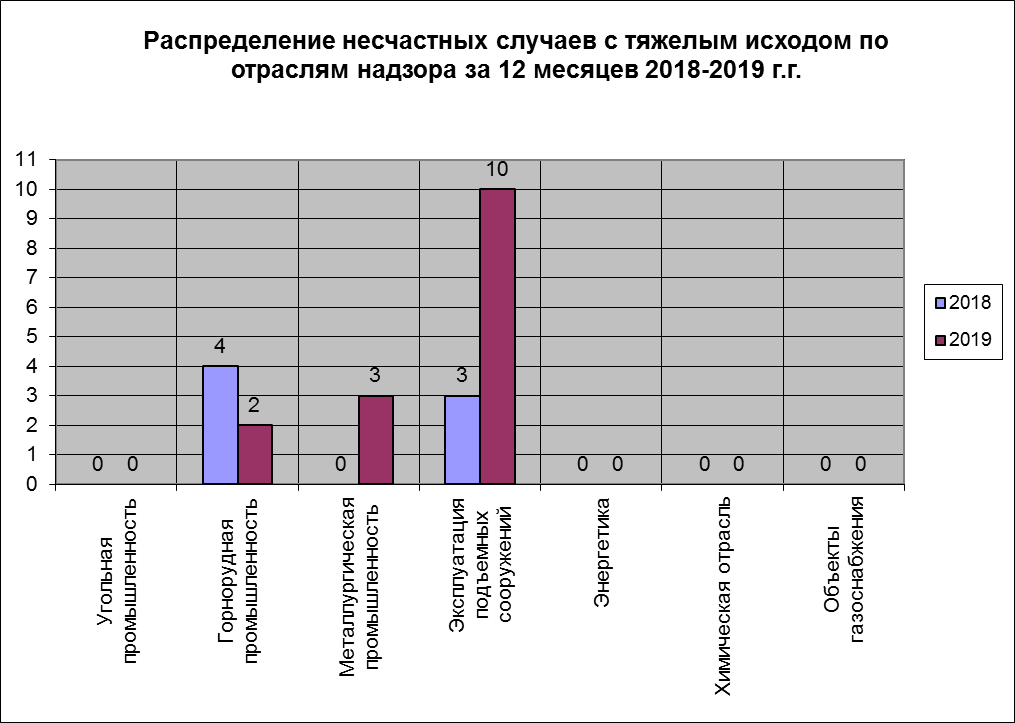 Распределение несчастных случаев с тяжелым исходом по
отраслям надзора за 12 месяцев 2018-2019 г.г.
11
10
9
8
7
6
5
4
3
2
1
0
0 0
4
2
0
3
3
10
0 0
0 0
0 0
Угольная
промышленность
Горнорудная
промышленность
Металлургическая
промышленность
Эксплуатация
подъемных
сооружений
Энергетика
Химическая отрасль
Объекты
газоснабжения
2018
2019